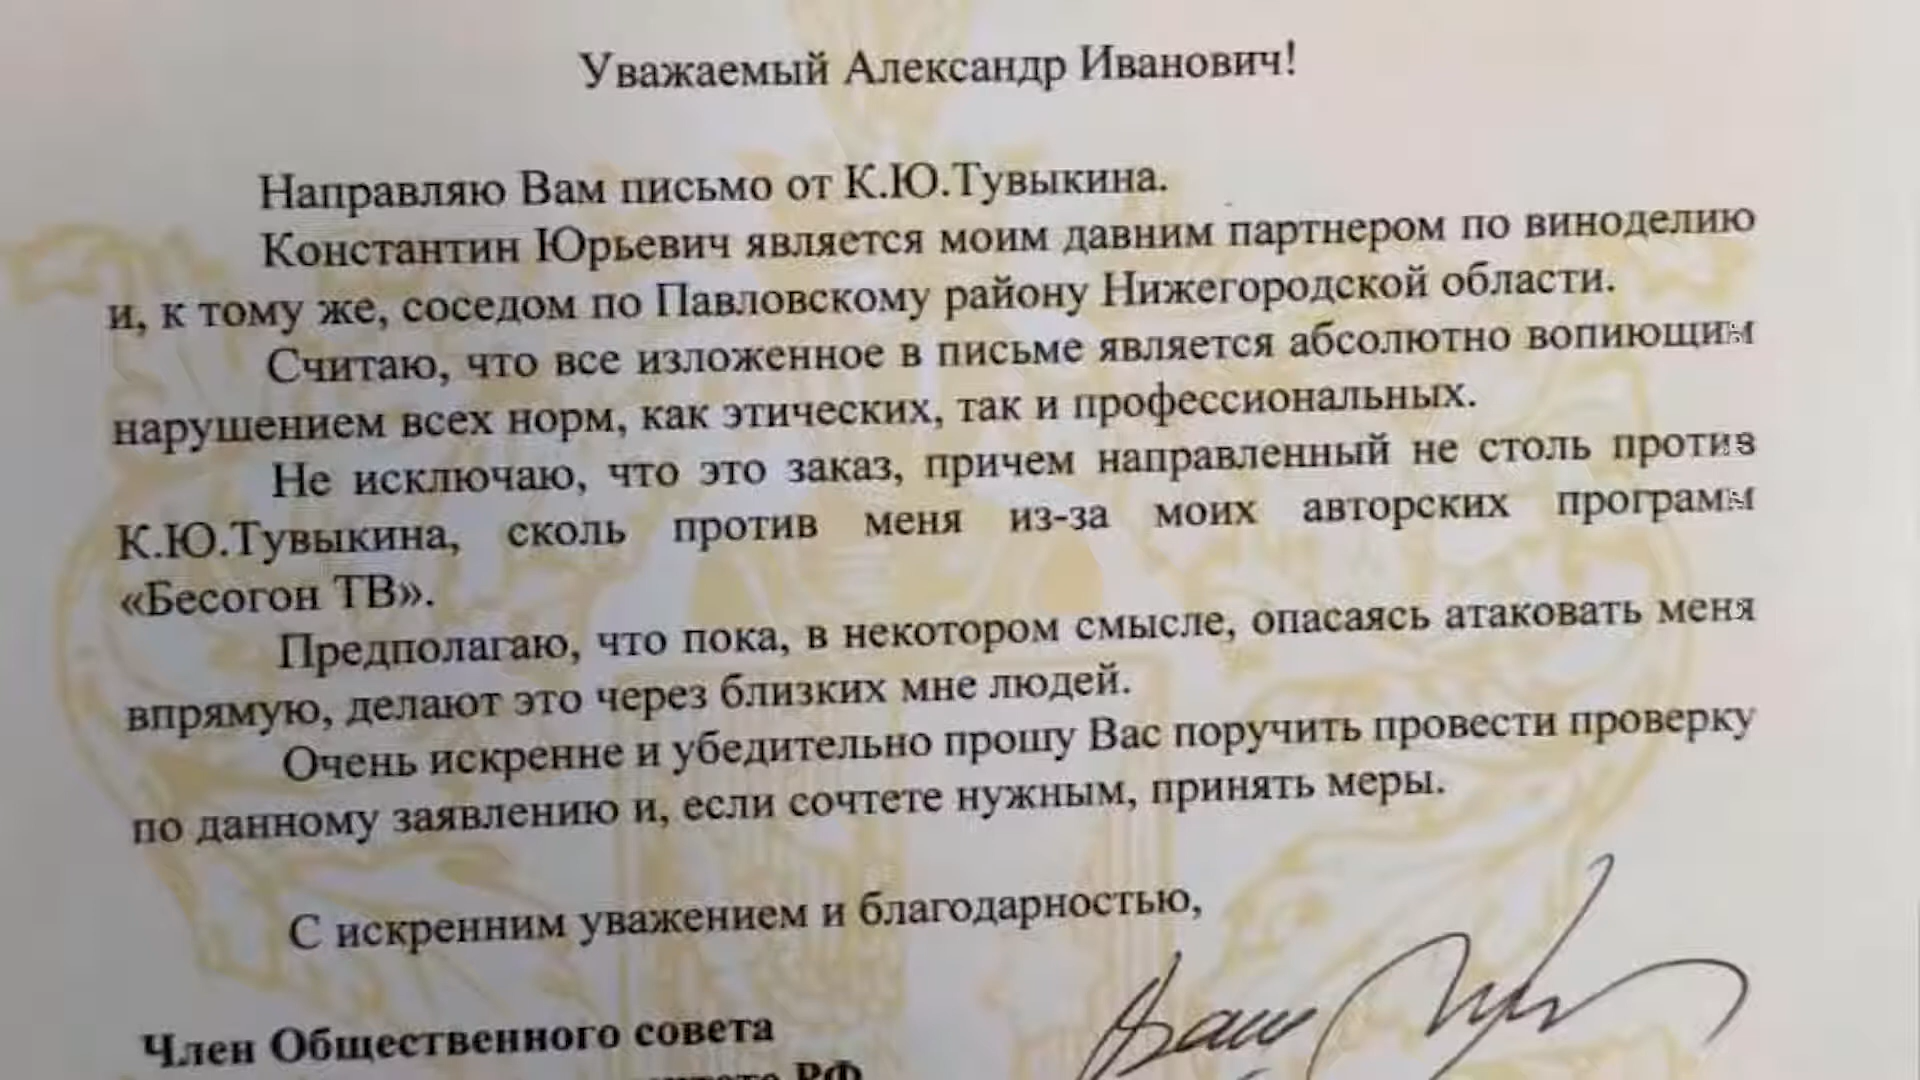 Уважаемый Александр Иванович!
Направляю Вам письмо от К.Ю.Тувыкина.
Константин Юрьевич является моим давним партнером по виноделию
и, к тому же, соседом по Павловскому району Нижегородской области.
Считаю, что все изложенное в письме является абсолютно вопиющим
нарушением всех норм, как этических, так и профессиональных.
Не исключаю, что это заказ, причем направленный не столь против
К.Ю.Тувыкина, сколь против меня из-за моих авторских программ
«Бесогон ТВ».
Предполагаю, что пока, в некотором смысле, опасаясь атаковать меня
впрямую, делают это через близких мне людей.
Очень искренне и убедительно прошу Вас поручить провести проверку
по данному заявлению и, если сочтете нужным, принять меры.
С искренним уважением и благодарностью,
Член Общественного совета
РФ